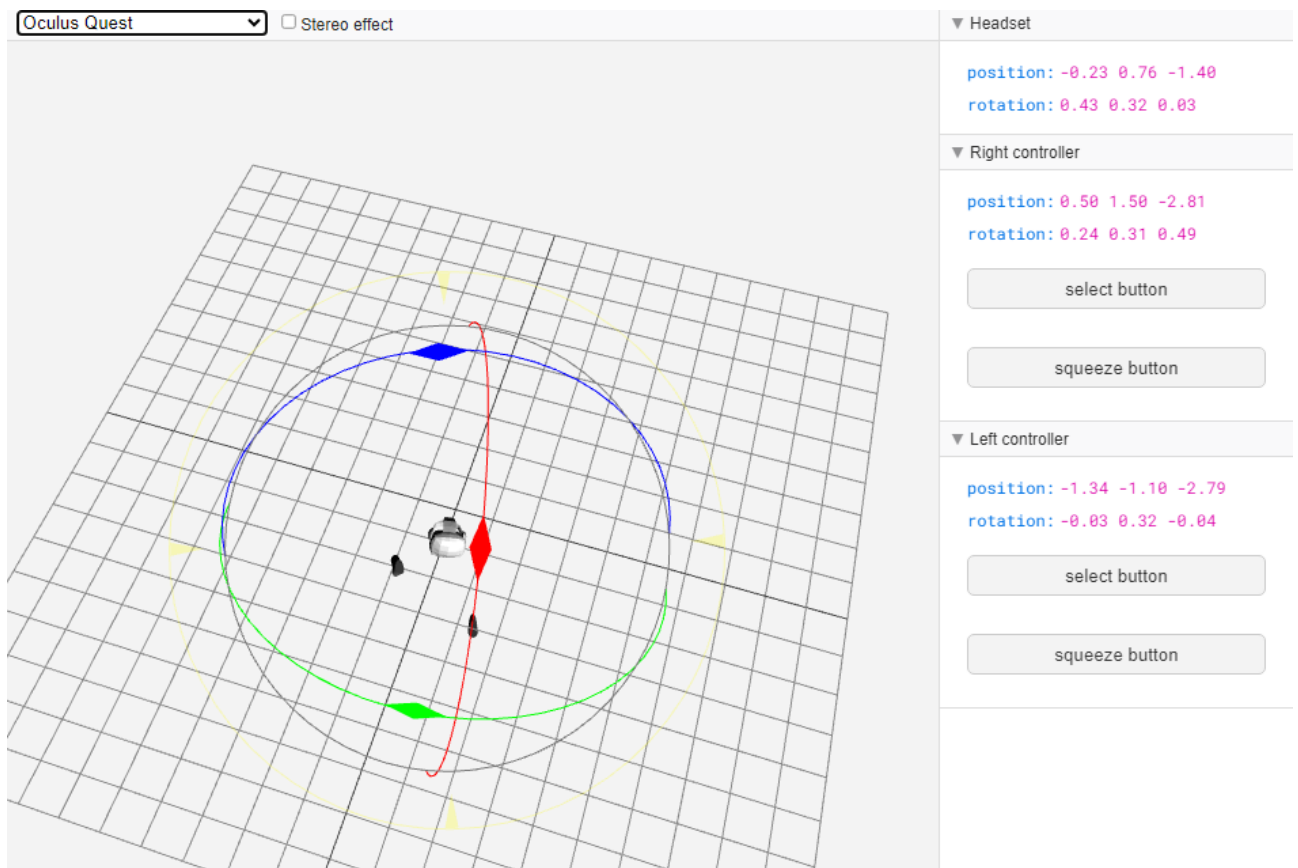 Oculus Quest Stereo effect
Headset
position: -0.23 0.76 -1.40
rotation: 0.43 0.32 0.03
Right controller
position: 0.50 1.50 -2.81
rotation: 0.24 0.31 0.49
select button
squeeze button
Left controller
position: -1.34 -1.10 -2.79
rotation: -0.03 0.32 -0.04
select button
squeeze button